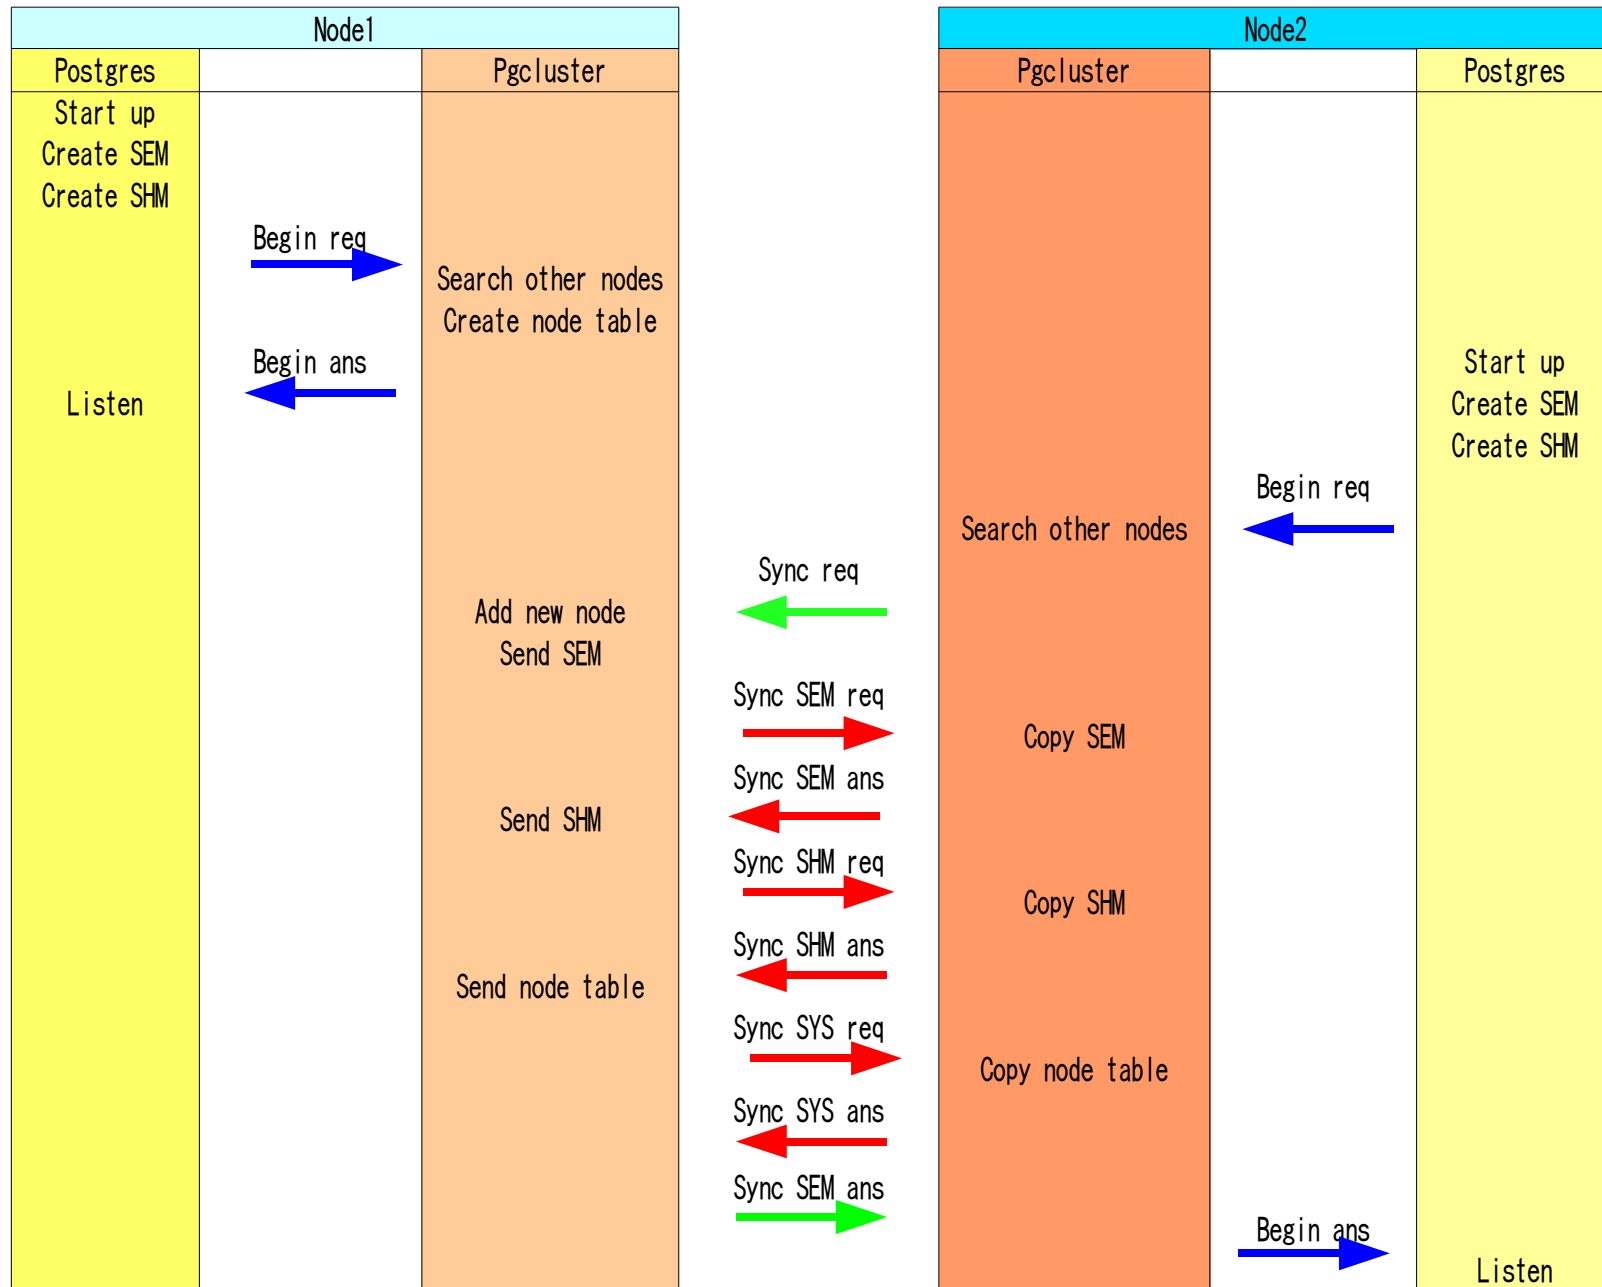 Node1
Node2
Postgres
Pgcluster
Pgcluster
Postgres
Start up
Create SEM
Create SHM
Begin req
Search other nodes
Create node table
Begin ans
Listen
Start up
Create SEM
Create SHM
Begin req
Search other nodes
Sync req
Add new node
Send SEM
Sync SEM req
Copy SEM
Sync SEM ans
Send SHM
Sync SHM req
Copy SHM
Sync SHM ans
Send node table
Sync SYS req
Copy node table
Sync SYS ans
Sync SEM ans
Begin ans
Listen